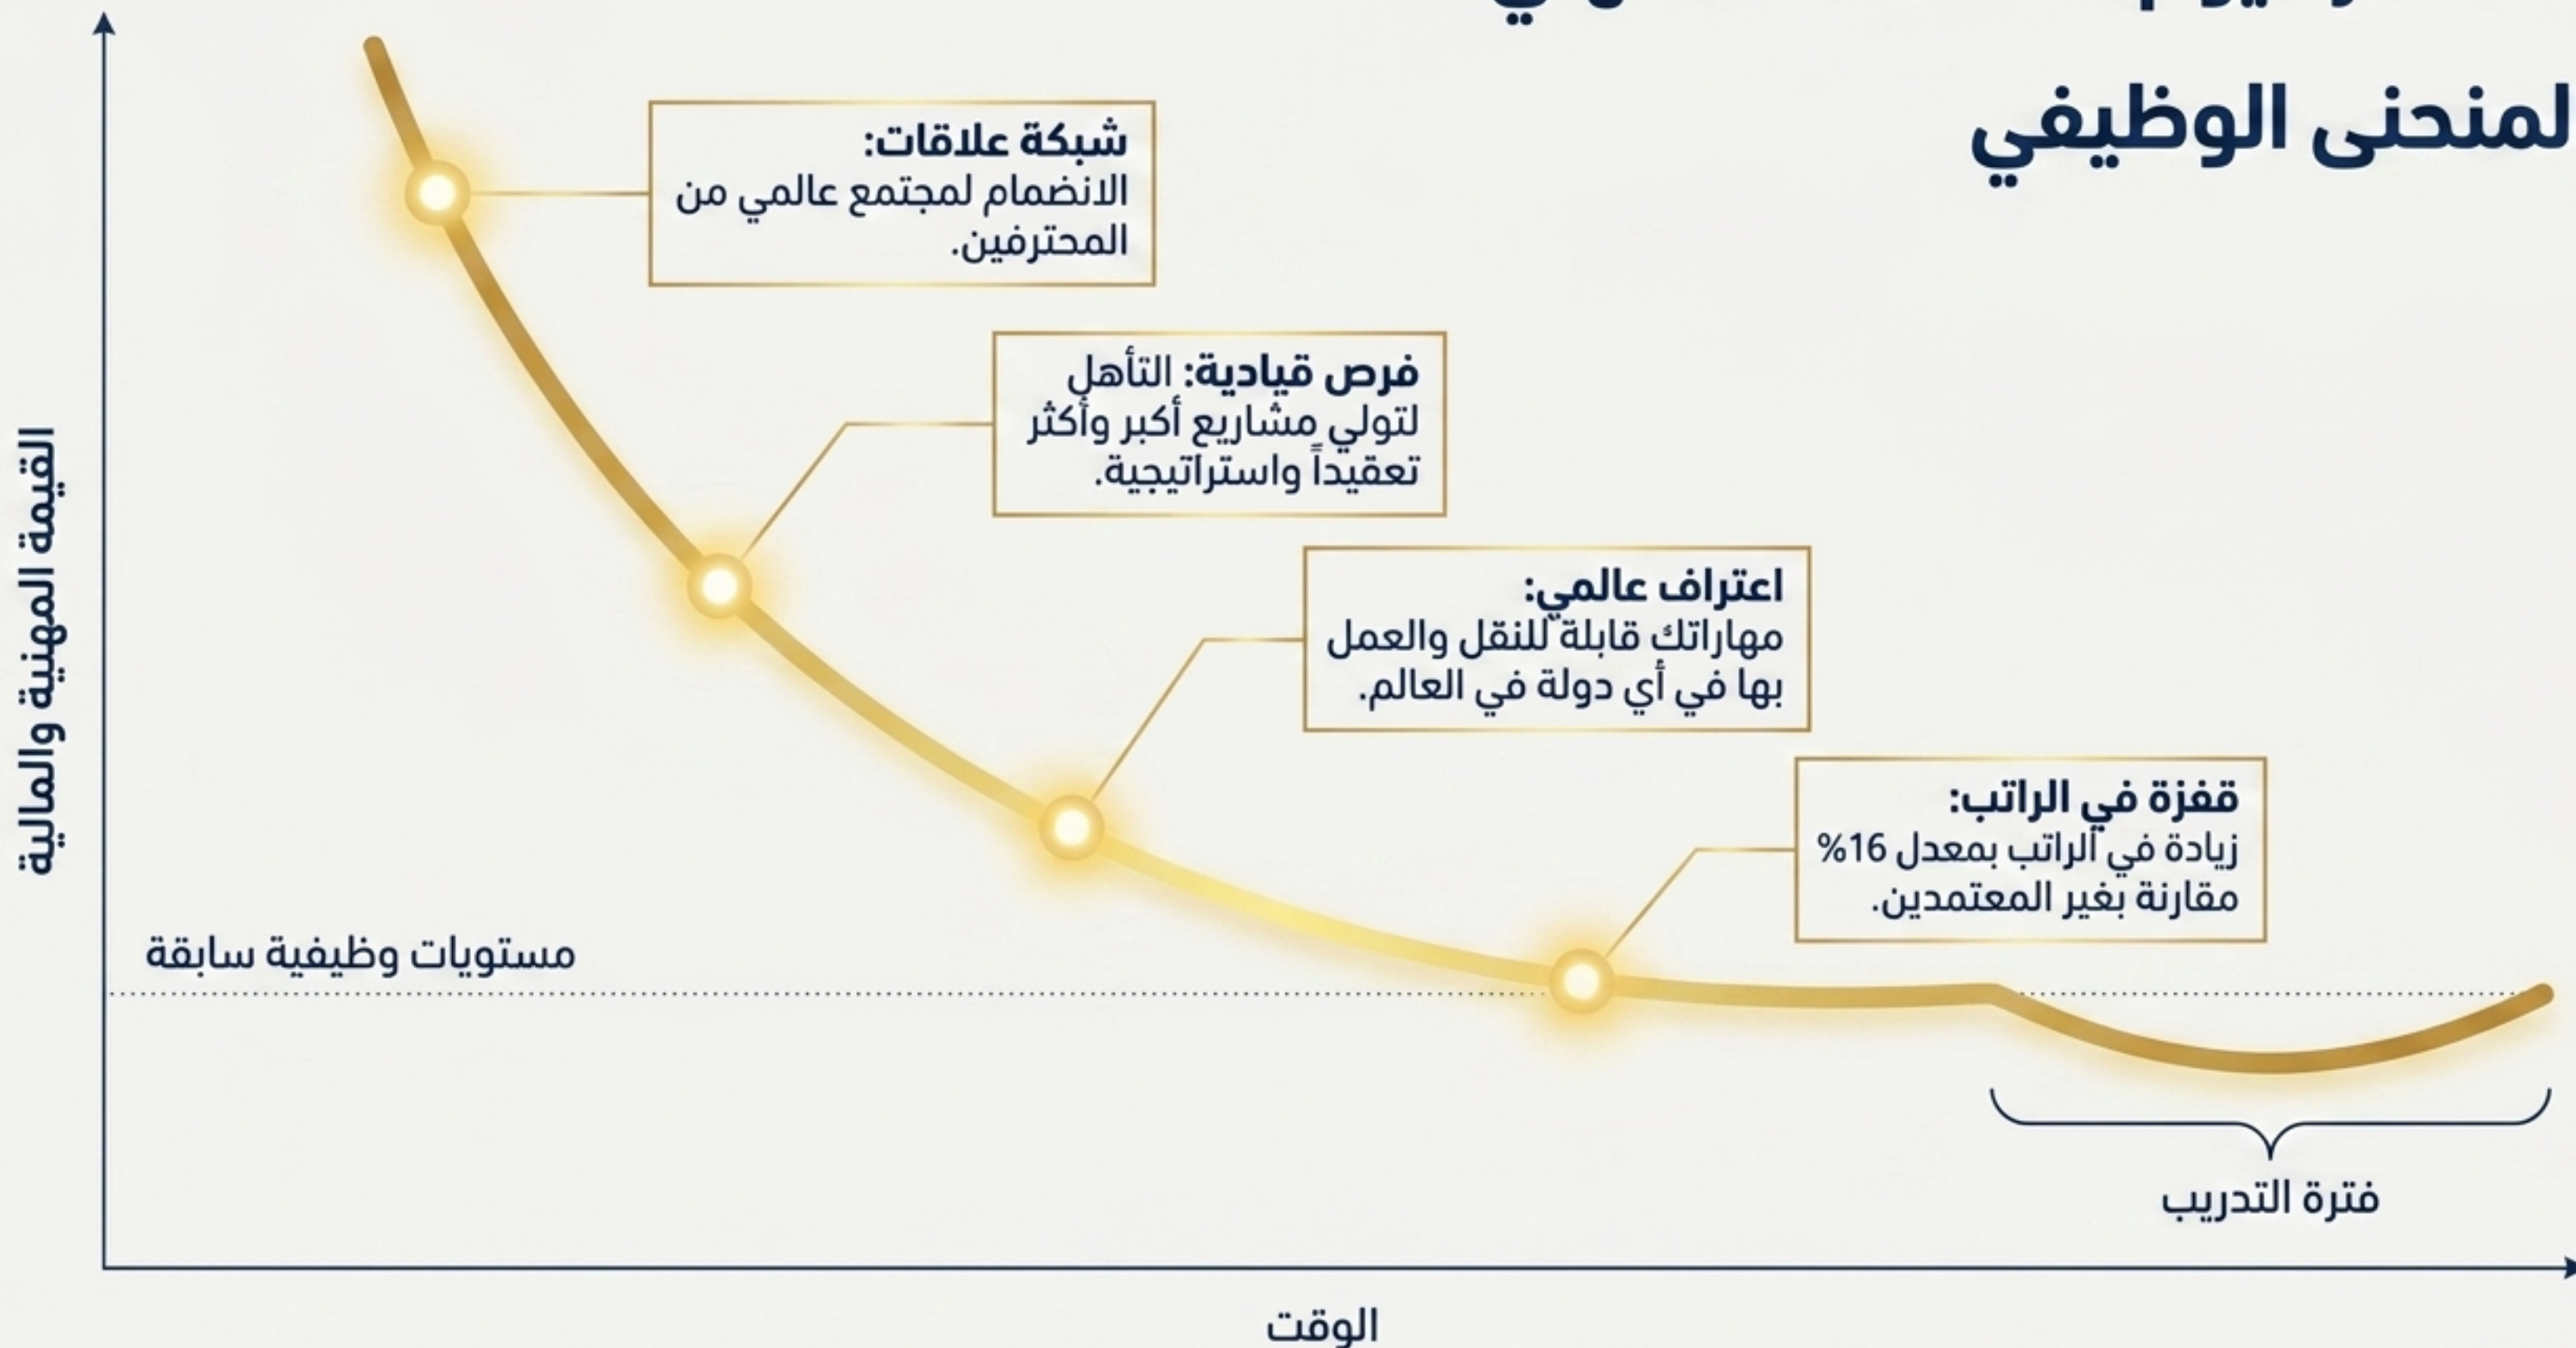 لمنحنى الوظيفي
شبكة علاقات:
الانضمام لمجتمع عالمي من
المحترفين.
فرص قيادية: التأهل
لتولي مشاريع أكبر وأكثر
تعقيداً واستراتيجية.
اعتراف عالمي:
مهاراتك قابلة للنقل والعمل
بها في أي دولة في العالم.
قفزة في الراتب:
زيادة في الراتب بمعدل 16%
مقارنة بغير المعتمدين.
القيمة المهنية والمالية
مستويات وظيفية سابقة
فترة التدريب
الوقت